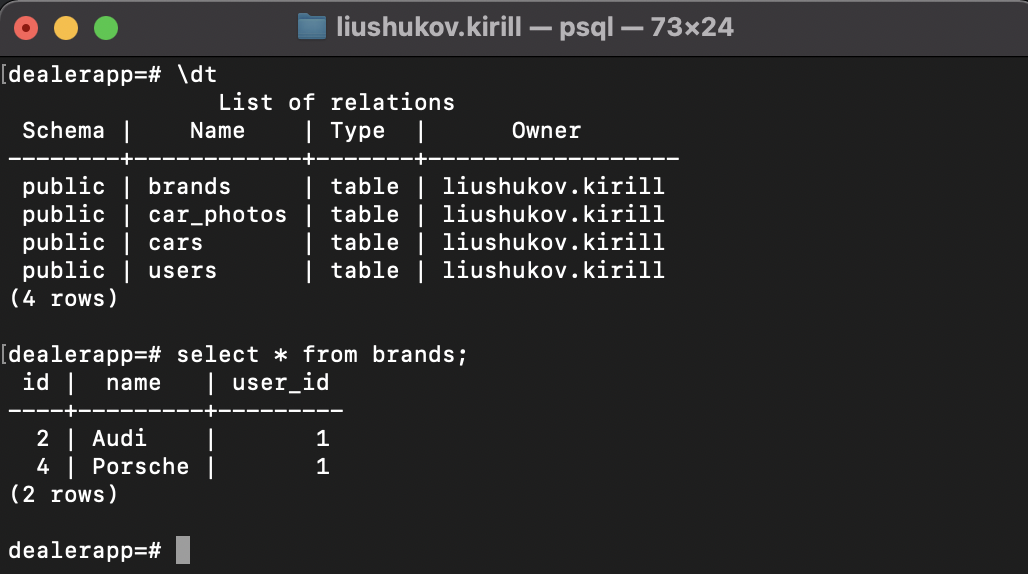 liushukov.kirill — psql — 73×24
[dealerapp=# \dt
               List of relations
 Schema |    Name    | Type  |      Owner
--------+------------+-------+------------------
 public | brands     | table | liushukov.kirill
 public | car_photos | table | liushukov.kirill
 public | cars       | table | liushukov.kirill
 public | users      | table | liushukov.kirill
(4 rows)

[dealerapp=# select * from brands;
 id |  name   | user_id
----+---------+---------
  2 | Audi    |       1
  4 | Porsche |       1
(2 rows)

dealerapp=#